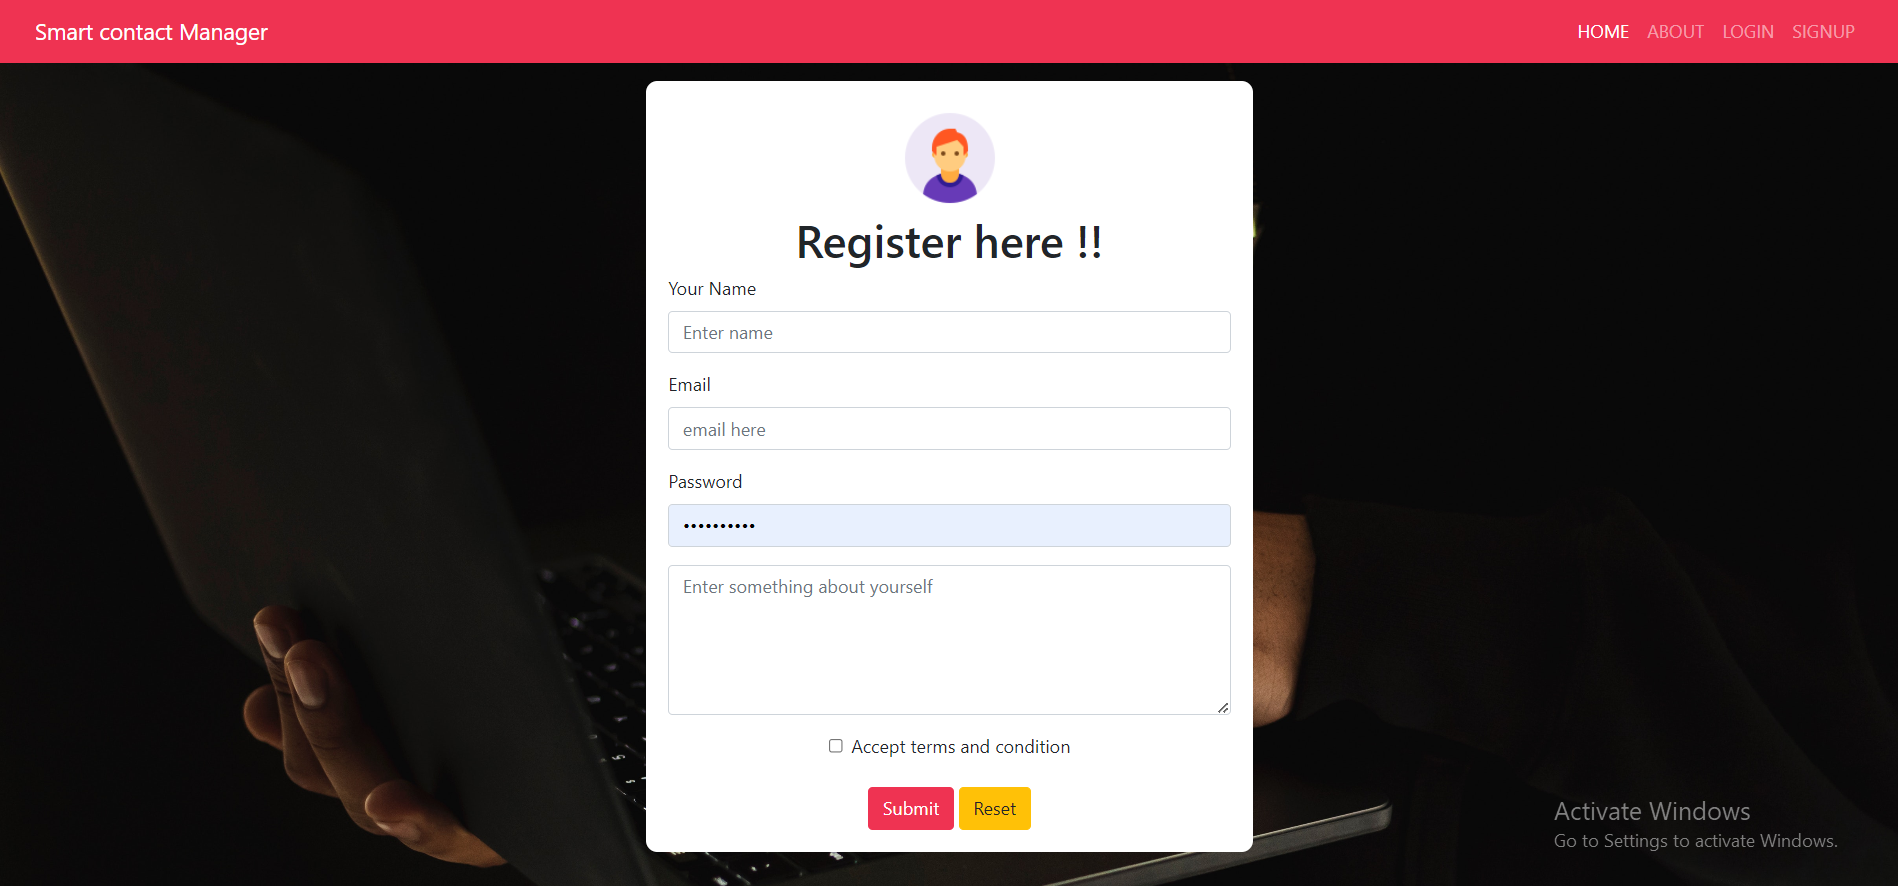 Smart contact Manager
HOME ABOUT LOGIN SIGNUP
Register here !!
Your Name
Enter name
Email
email here
Password
••••••••••
Enter something about yourself
Accept terms and condition
Submit Reset
Activate Windows
Go to Settings to activate Windows.